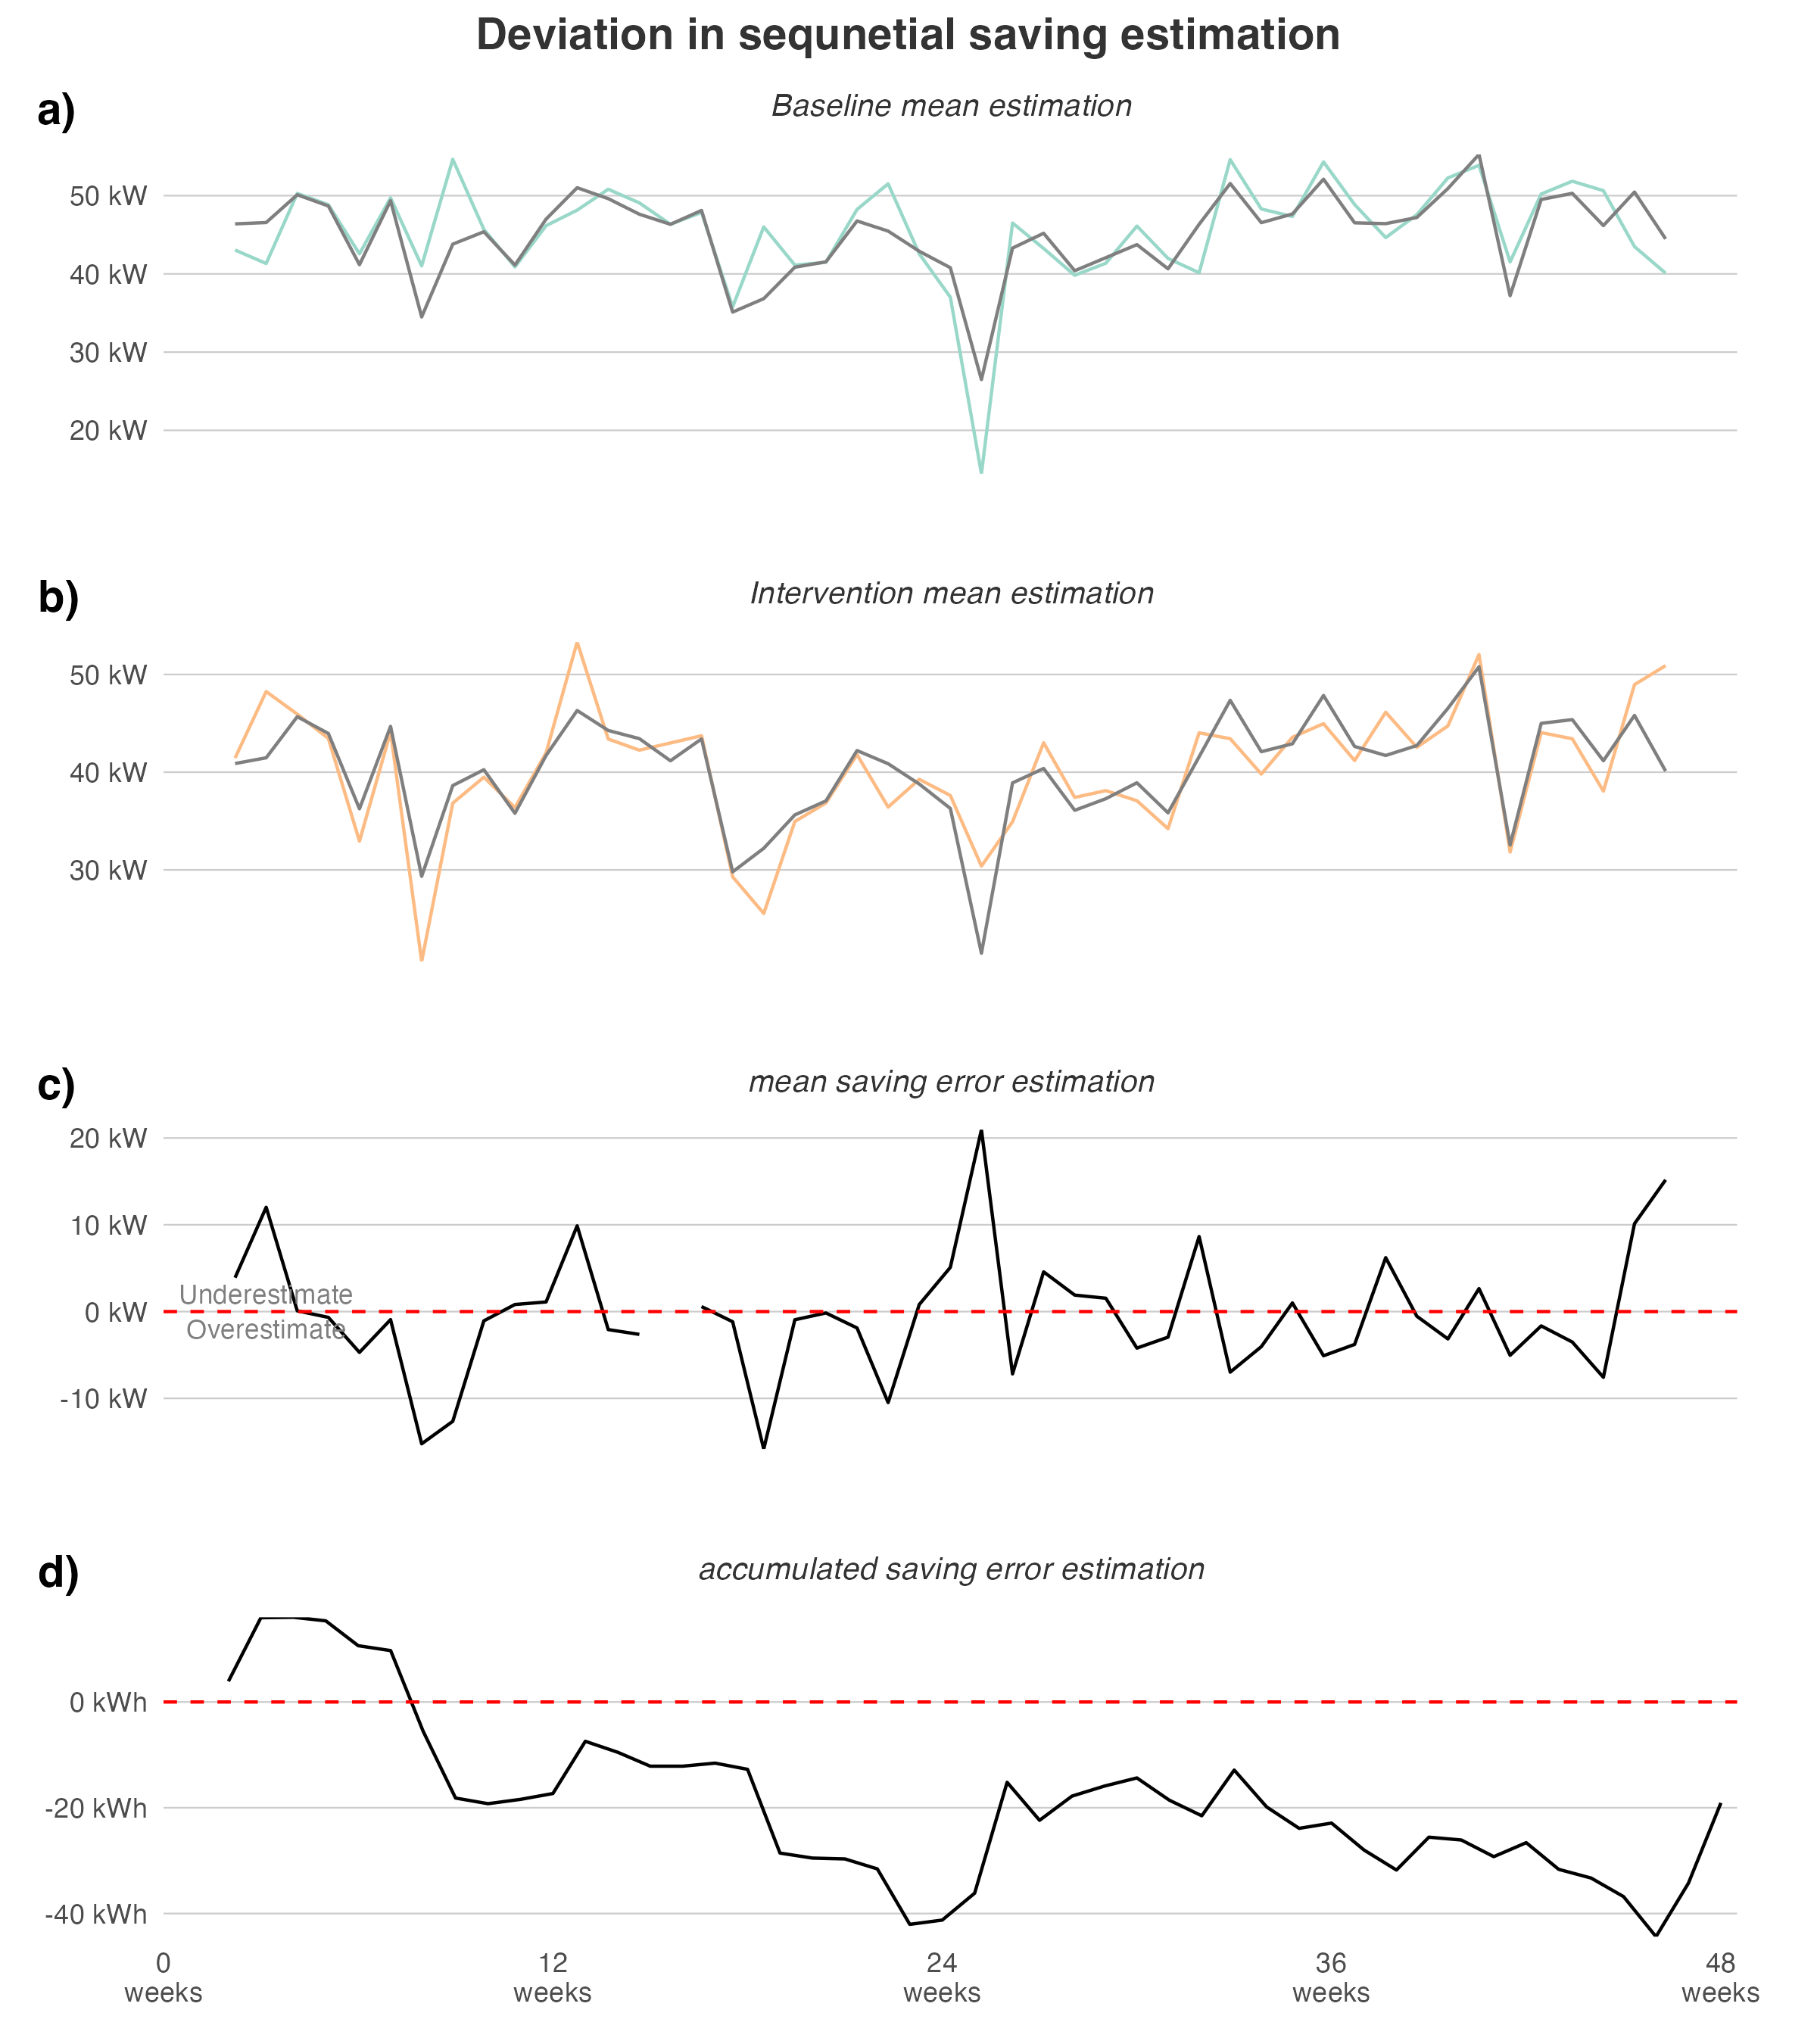 Deviation in sequnetial saving estimation
a)
Baseline mean estimation
50 kW
40 kW
30 kW
20 kW
b)
Intervention mean estimation
50 kW
40 kW
30 kW
c)
mean saving error estimation
20 kW
10 kW
Underestimate
0 kW
Overestimate
-10 kW
d)
accumulated saving error estimation
0 kWh
-20 kWh
-40 kWh
0 12 24 36 48
weeks weeks weeks weeks weeks